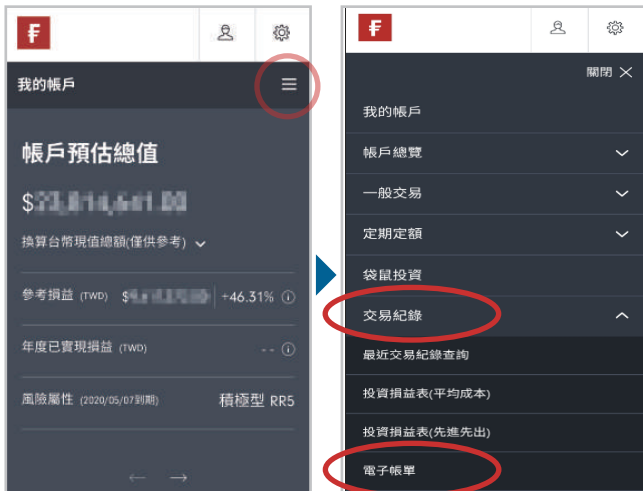 我的帳戶
帳戶預估總值
$
換算台幣現值總額(僅供參考)
參考損益 (TWD) $ +46.31%
年度已實現損益 (TWD) --
風險屬性 (2020/05/07到期) 積極型 RR5
關閉
我的帳戶
帳戶總覽
一般交易
定期定額
袋鼠投資
交易紀錄
最近交易紀錄查詢
投資損益表(平均成本)
投資損益表(先進先出)
電子帳單